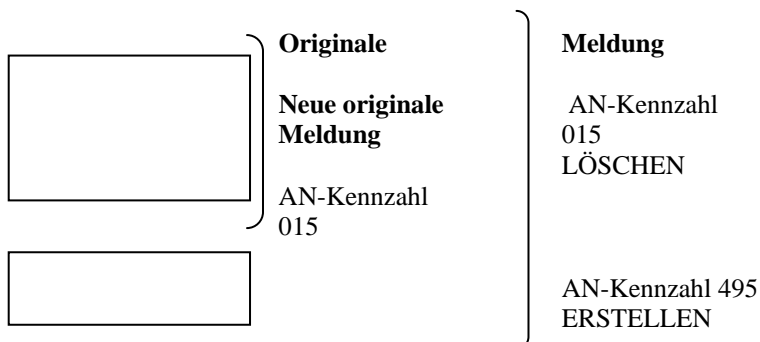 Originale
Neue originale
Meldung
AN-Kennzahl
015
Meldung
AN-Kennzahl
015
LÖSCHEN
AN-Kennzahl 495
ERSTELLEN